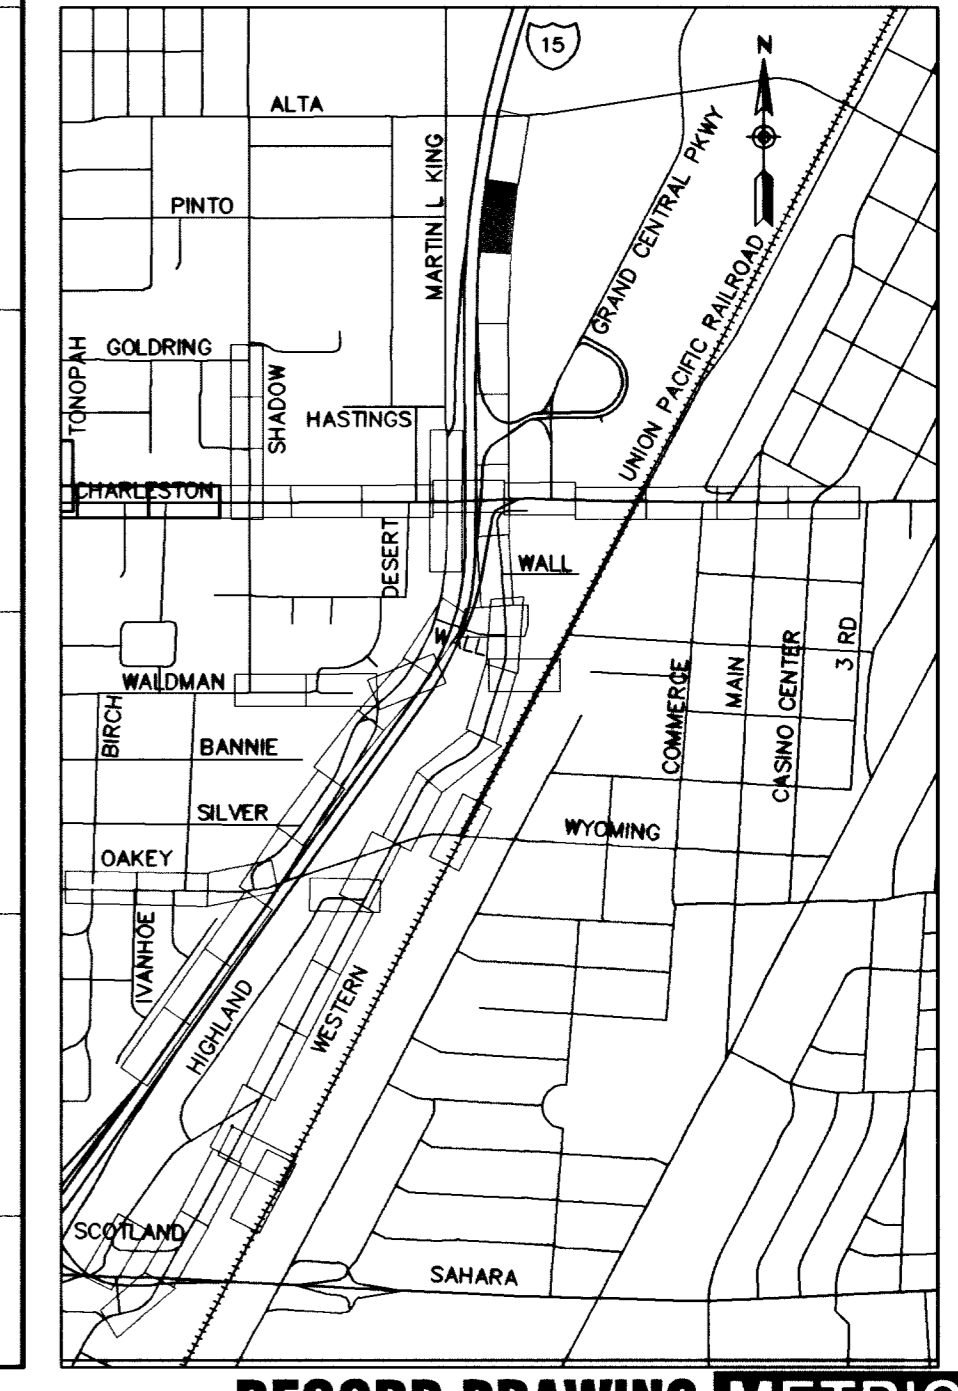 15
N
ALTA
MARTIN L KING
GRAND CENTRAL PKWY
PINTO
UNION PACIFIC RAILROAD
TONOPAH
GOLDRING
SHADOW
HASTINGS
CHARLESTON
DESERT
WALL
3 RD
CASINO CENTER
MAIN
COMMERCE
WALDMAN
BIRCH
BANNIE
SILVER
WYOMING
OAKEY
IVANHOE
WESTERN
HIGHLAND
SCOTLAND
SAHARA
RECORD DRAWING METRIC